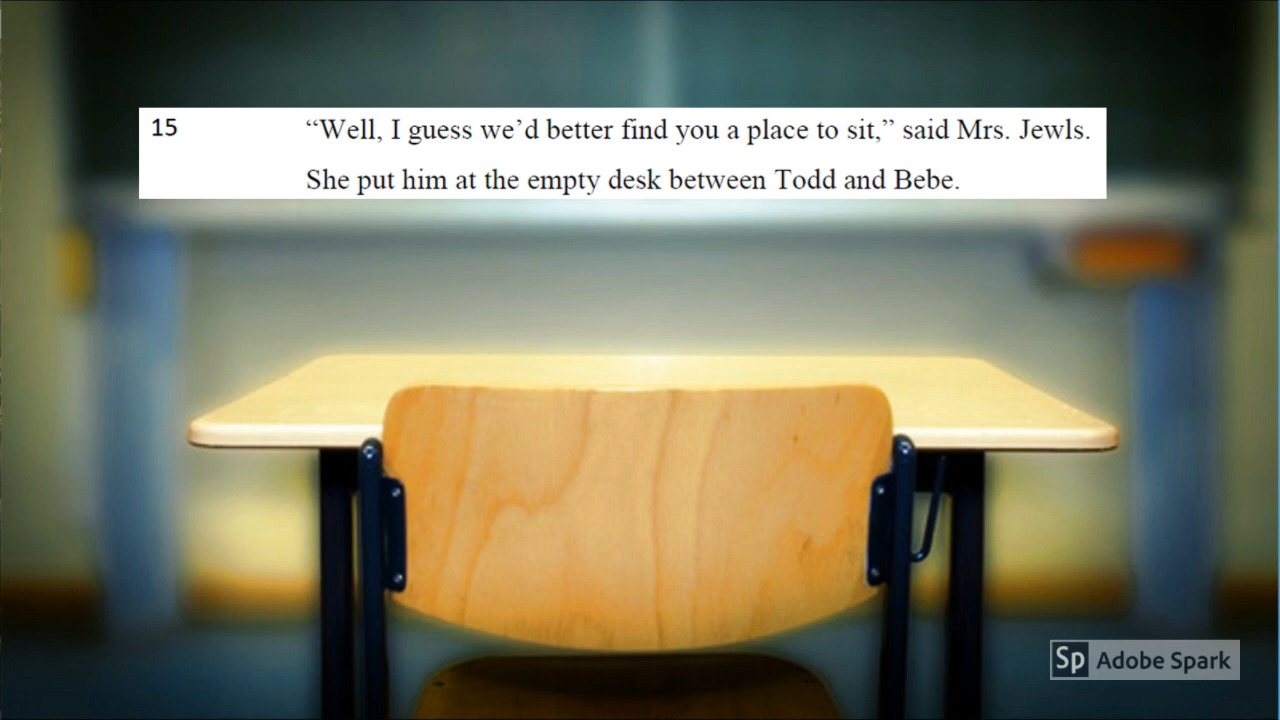 15 “Well, I guess we’d better find you a place to sit,” said Mrs. Jewls.
She put him at the empty desk between Todd and Bebe.
Sp Adobe Spark